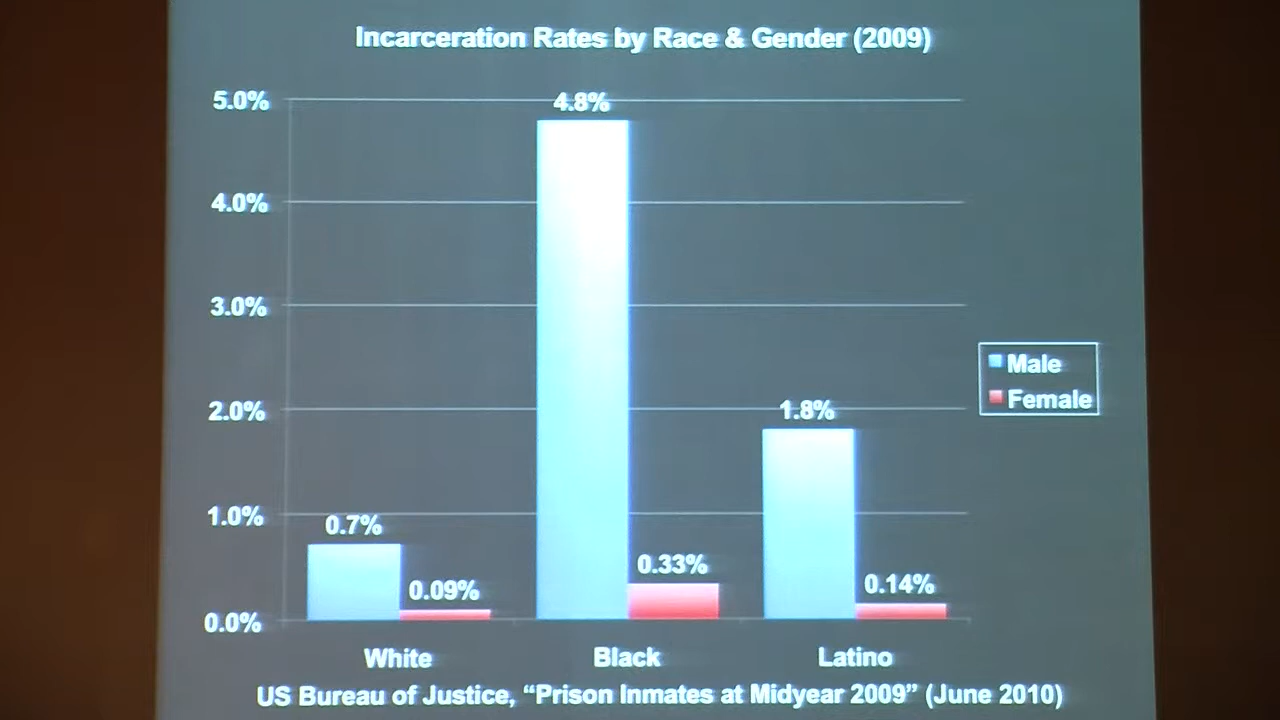 Incarceration Rates by Race & Gender (2009)
5.0%
4.8%
4.0%
3.0%
Male
2.0%
1.8%
Female
1.0%
0.7%
0.33%
0.09%
0.14%
0.0%
White
Black
Latino
US Bureau of Justice, “Prison Inmates at Midyear 2009” (June 2010)